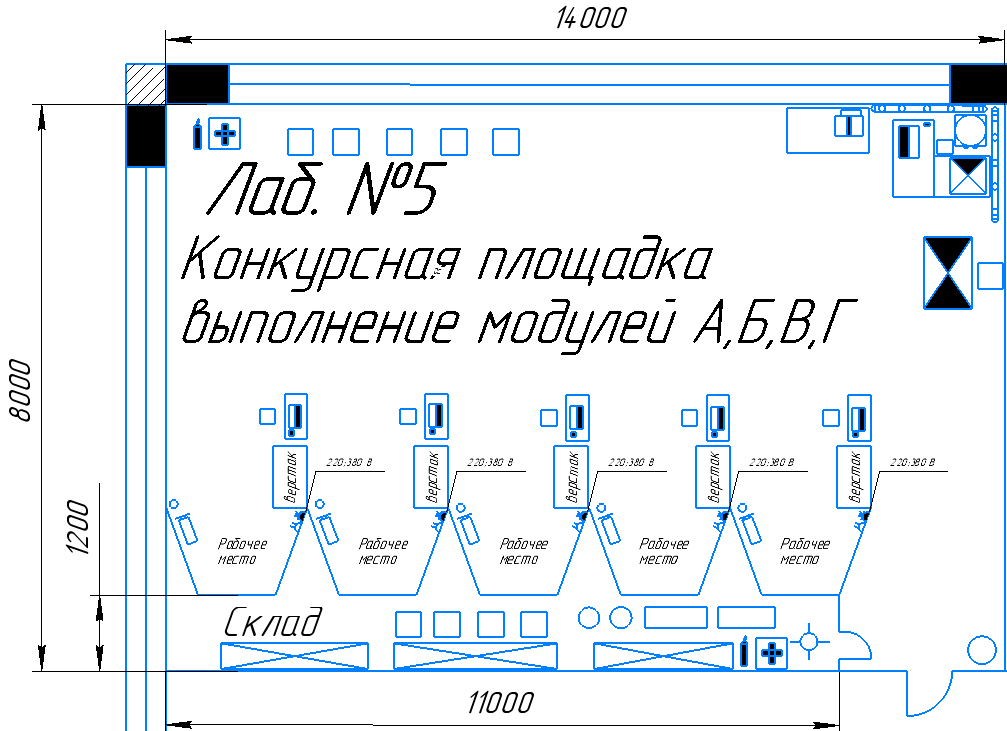 14000
Лаб. №5
Конкурсная площадка
выполнение модулей А,Б,В,Г
8000
Верстак
220;380 В
Верстак
220;380 В
Верстак
220;380 В
Верстак
220;380 В
Верстак
220;380 В
1200
Рабочее
место
Рабочее
место
Рабочее
место
Рабочее
место
Рабочее
место
Склад
11000